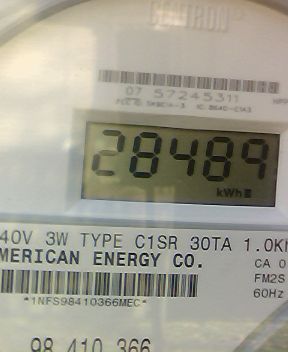 CENTRON
07 57245311
28489
kWh
40V 3W TYPE C1SR 30TA 1.0K
MERICAN ENERGY CO.
CA 0
FM2S
60Hz
*1NFS98410366MEC*
98 410 366